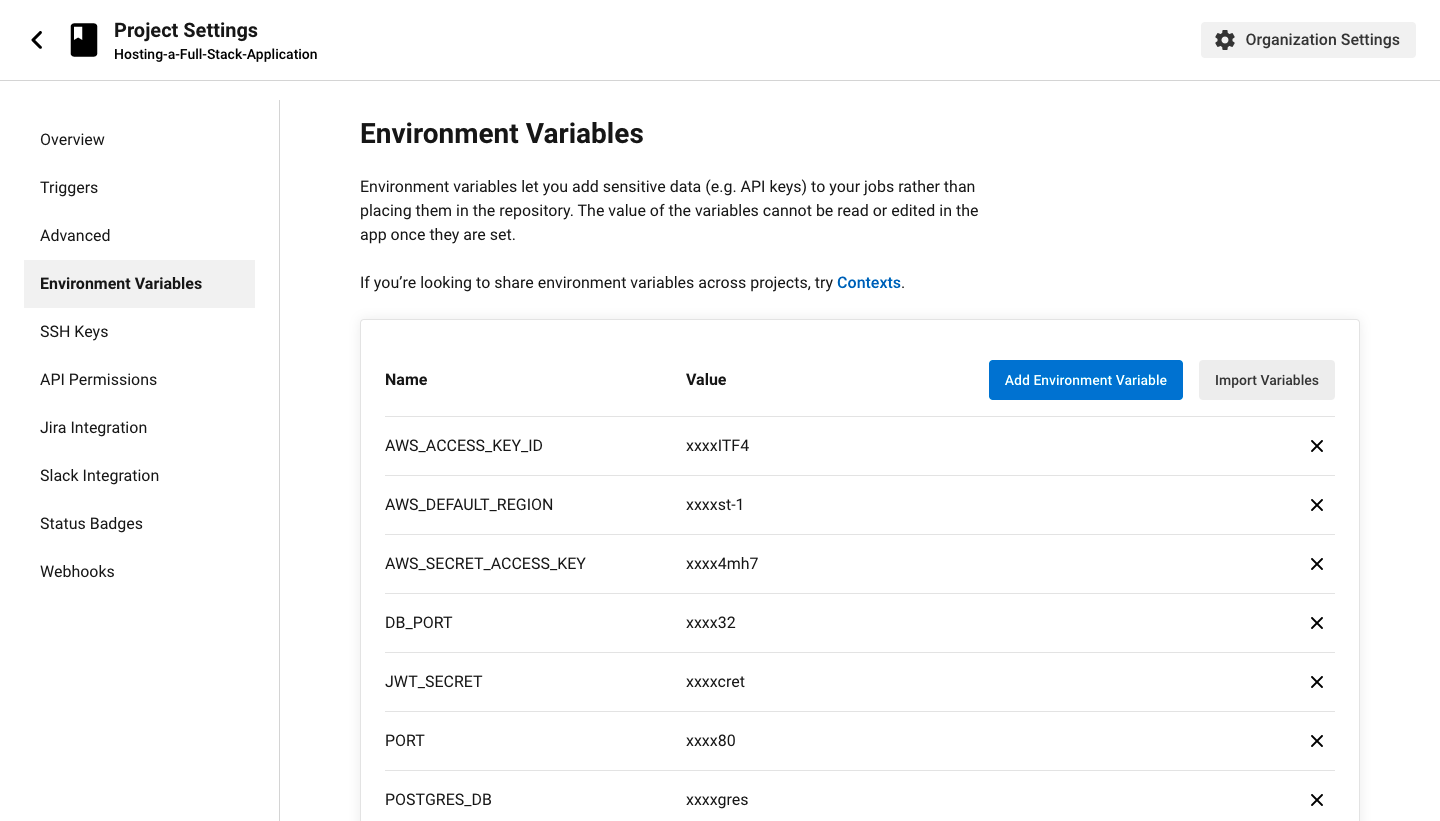 Project Settings
Hosting-a-Full-Stack-Application
Organization Settings
Overview
Triggers
Advanced
Environment Variables
SSH Keys
API Permissions
Jira Integration
Slack Integration
Status Badges
Webhooks
Environment Variables
Environment variables let you add sensitive data (e.g. API keys) to your jobs rather than
placing them in the repository. The value of the variables cannot be read or edited in the
app once they are set.
If you’re looking to share environment variables across projects, try Contexts.
Name Value Add Environment Variable Import Variables
AWS_ACCESS_KEY_ID xxxxITF4
AWS_DEFAULT_REGION xxxxst-1
AWS_SECRET_ACCESS_KEY xxxx4mh7
DB_PORT xxxx32
JWT_SECRET xxxxcret
PORT xxxx80
POSTGRES_DB xxxxgres